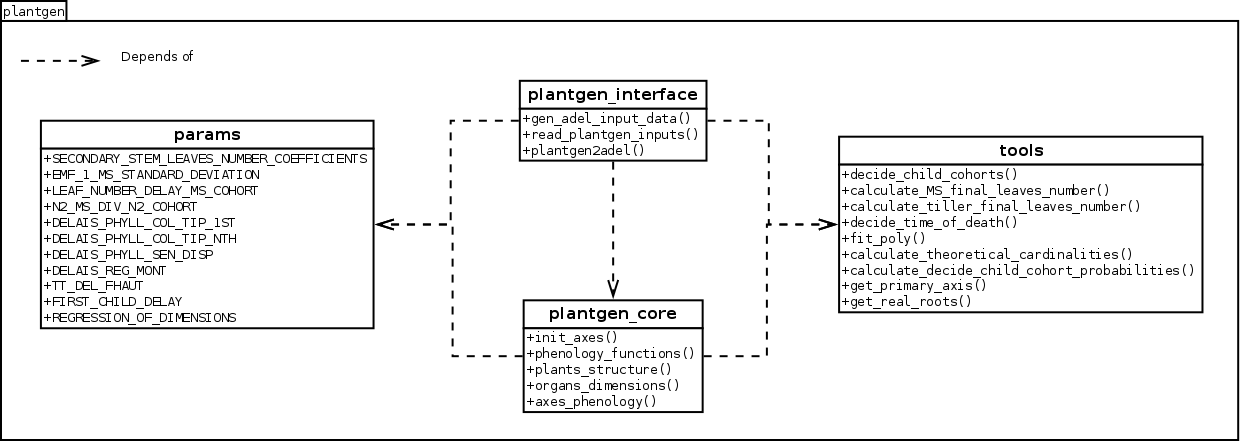 plantgen
Depends of
plantgen_interface
+gen_adel_input_data()
+read_plantgen_inputs()
+plantgen2adel()
params
+SECONDARY_STEM_LEAVES_NUMBER_COEFFICIENTS
+EMF_1_MS_STANDARD_DEVIATION
+LEAF_NUMBER_DELAY_MS_COHORT
+N2_MS_DIV_N2_COHORT
+DELAIS_PHYLL_COL_TIP_1ST
+DELAIS_PHYLL_COL_TIP_NTH
+DELAIS_PHYLL_SEN_DISP
+DELAIS_REG_MONT
+TT_DEL_FHAUT
+FIRST_CHILD_DELAY
+REGRESSION_OF_DIMENSIONS
tools
+decide_child_cohorts()
+calculate_MS_final_leaves_number()
+calculate_tiller_final_leaves_number()
+decide_time_of_death()
+fit_poly()
+calculate_theoretical_cardinalities()
+calculate_decide_child_cohort_probabilities()
+get_primary_axis()
+get_real_roots()
plantgen_core
+init_axes()
+phenology_functions()
+plants_structure()
+organs_dimensions()
+axes_phenology()